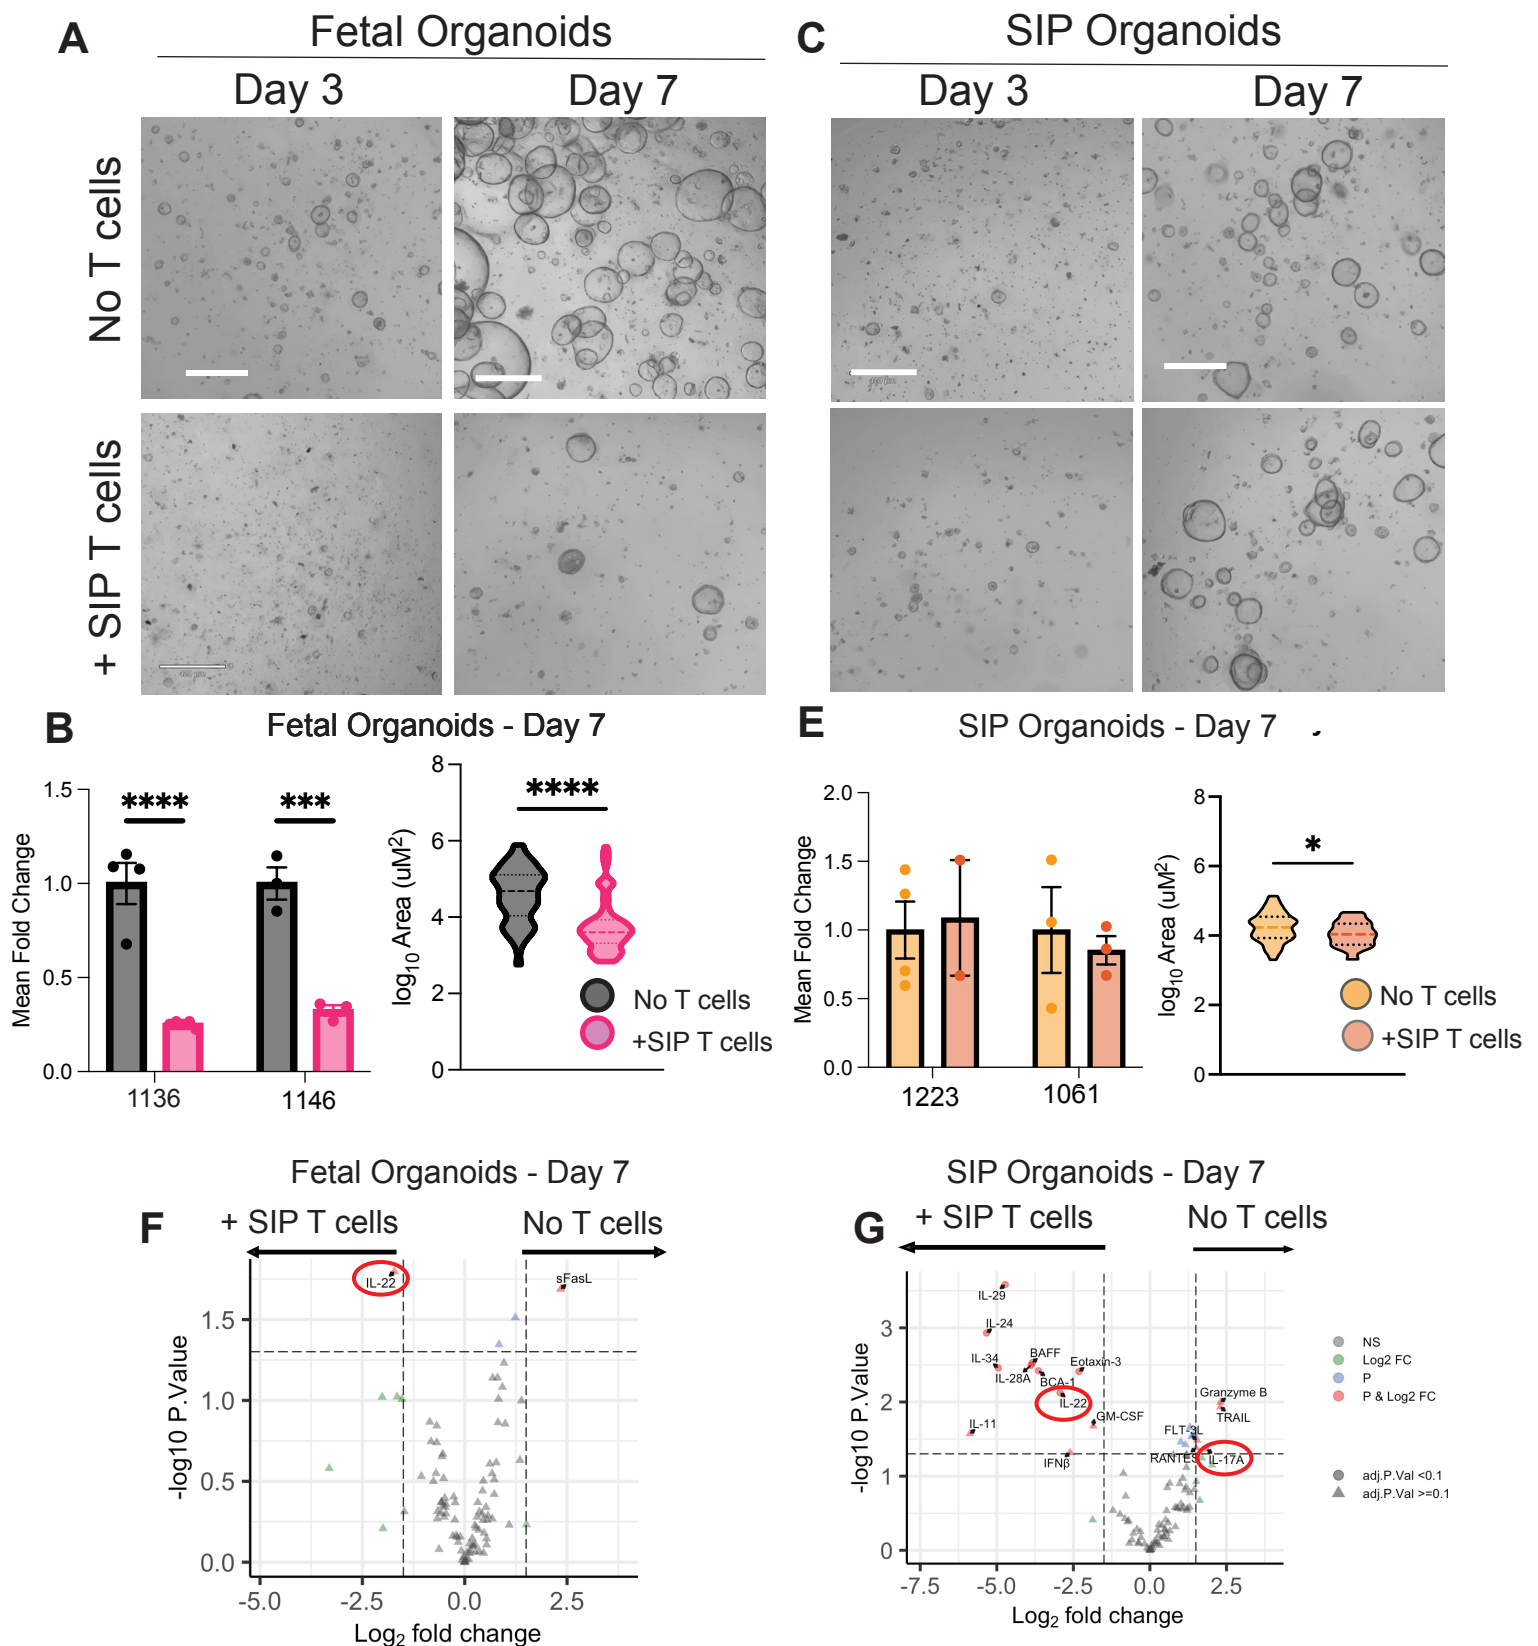 A
Fetal Organoids
Day 3
Day 7
No T cells
+ SIP T cells
C
SIP Organoids
Day 3
Day 7
B
Fetal Organoids - Day 7
Mean Fold Change
1.5
1.0
0.5
0.0
****
***
1136
1146
log10 Area (uM2)
8
6
4
2
0
****
No T cells
+SIP T cells
E
SIP Organoids - Day 7
Mean Fold Change
2.0
1.5
1.0
0.5
0.0
1223
1061
log10 Area (uM2)
8
6
4
2
0
*
No T cells
+SIP T cells
F
Fetal Organoids - Day 7
+ SIP T cells
No T cells
IL-22
sFasL
-log10 P.Value
1.5
1.0
0.5
0.0
-5.0
-2.5
0.0
2.5
Log2 fold change
G
SIP Organoids - Day 7
+ SIP T cells
No T cells
IL-29
IL-24
IL-34
BAFF
IL-28A
BCA-1
Eotaxin-3
IL-22
GM-CSF
IL-11
IFNβ
Granzyme B
TRAIL
FLT-3L
RANTES
IL-17A
-log10 P.Value
3
2
1
0
-7.5
-5.0
-2.5
0.0
2.5
Log2 fold change
NS
Log2 FC
P
P & Log2 FC
adj.P.Val <0.1
adj.P.Val >=0.1